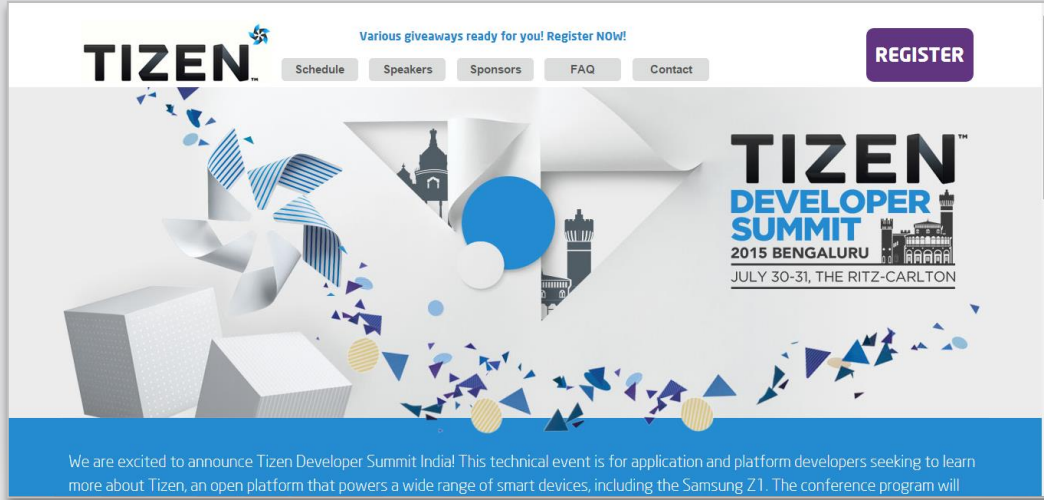 TIZEN™
Various giveaways ready for you! Register NOW!
Schedule
Speakers
Sponsors
FAQ
Contact
REGISTER
TIZEN™
DEVELOPER
SUMMIT
2015 BENGALURU
JULY 30-31, THE RITZ-CARLTON
We are excited to announce Tizen Developer Summit India! This technical event is for application and platform developers seeking to learn
more about Tizen, an open platform that powers a wide range of smart devices, including the Samsung Z1. The conference program will